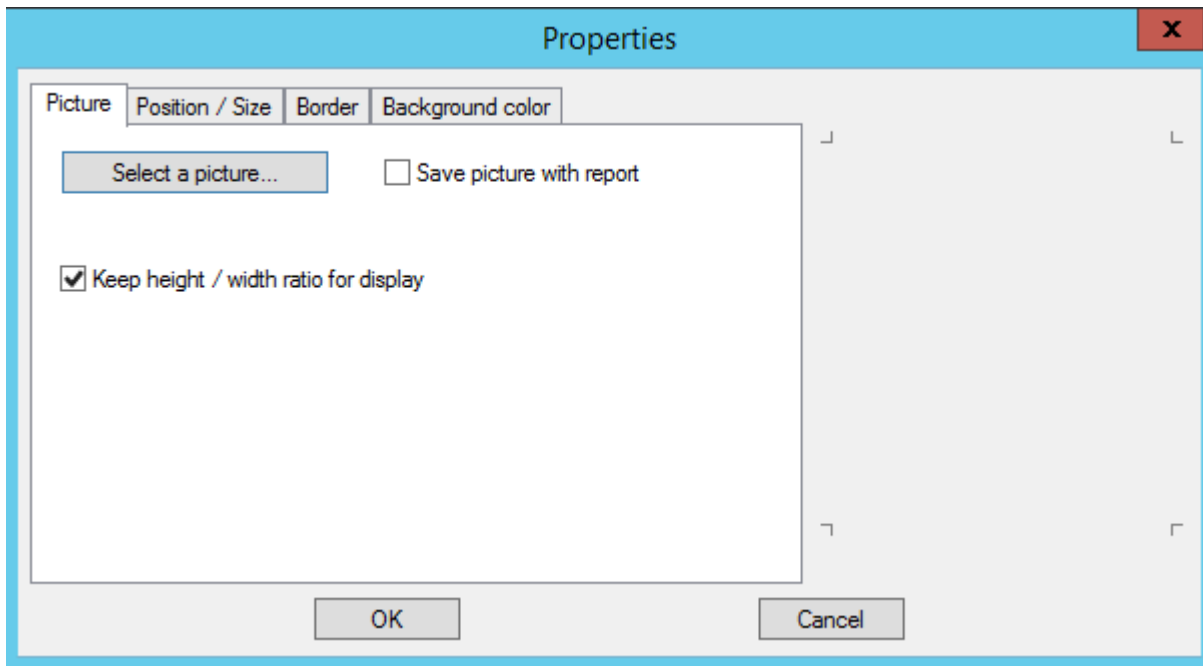 Properties
x
Picture Position / Size Border Background color
Select a picture... Save picture with report
Keep height / width ratio for display
OK Cancel